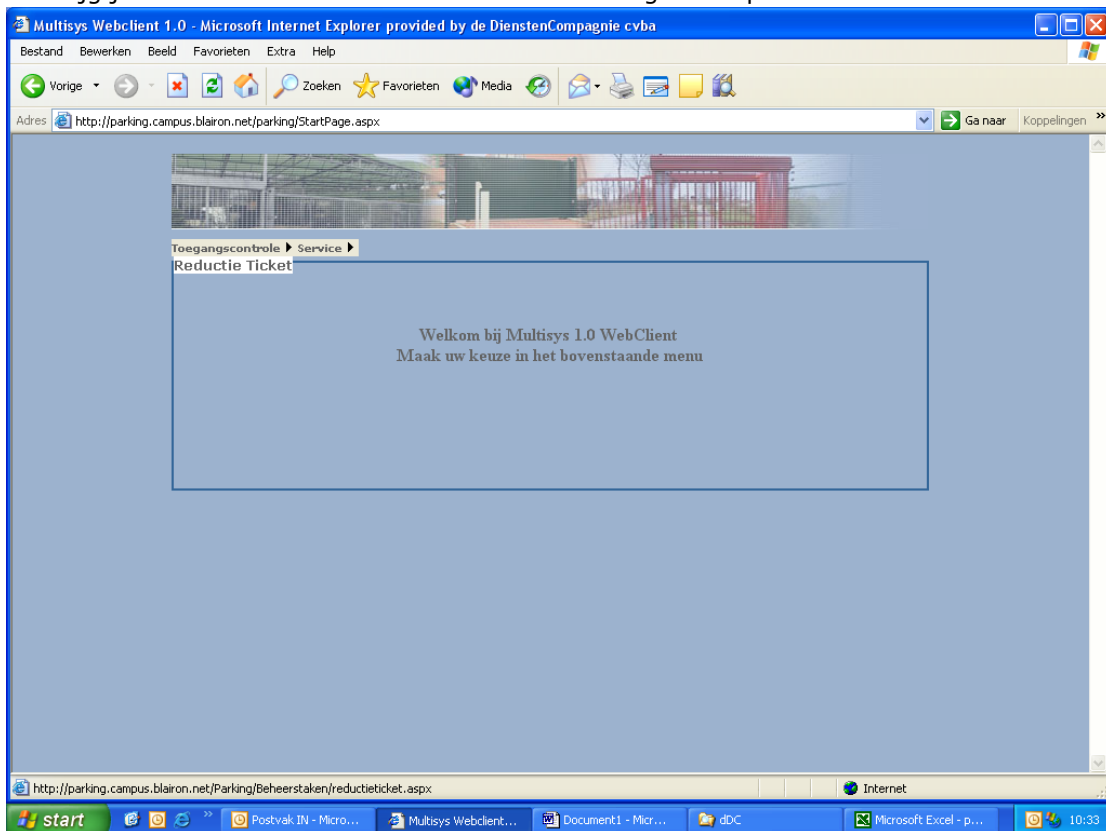 Multisys Webclient 1.0 - Microsoft Internet Explorer provided by de DienstenCompagnie cvba
Bestand Bewerken Beeld Favorieten Extra Help
Vorige Zoeken Favorieten Media
Adres http://parking.campus.blairon.net/parking/StartPage.aspx Ga naar Koppelingen »
Toegangscontrole Service
Reductie Ticket
Welkom bij Multisys 1.0 WebClient
Maak uw keuze in het bovenstaande menu
http://parking.campus.blairon.net/Parking/Beheerstaken/reductieticket.aspx Internet
start » Postvak IN - Micro... Multisys Webclient... Document1 - Micr... dDC Microsoft Excel - p... 10:33